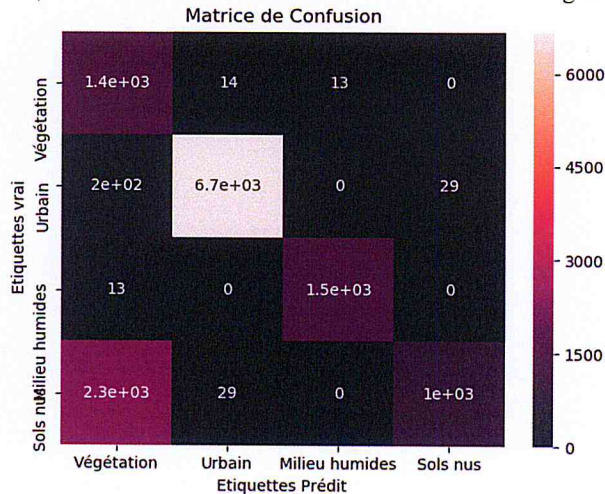 Matrice de Confusion
Etiquettes vrai
Végétation
1.4e+03 14 13 0
Urbain
2e+02 6.7e+03 0 29
Milieu humides
13 0 1.5e+03 0
Sols nus
2.3e+03 29 0 1e+03
Végétation Urbain Milieu humides Sols nus
Etiquettes Prédit
6000
4500
3000
1500
0